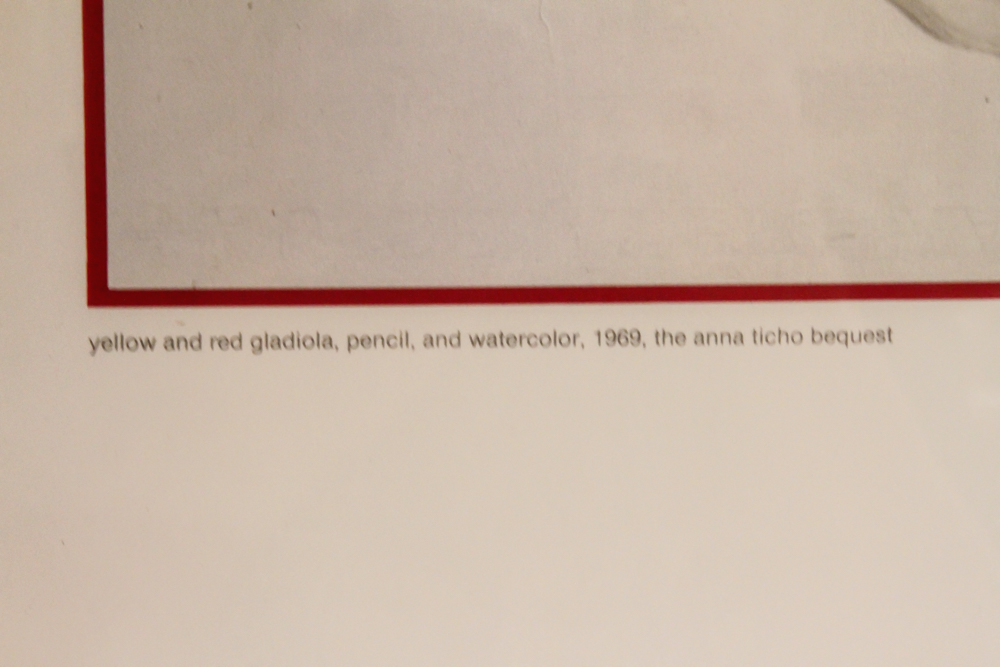 yellow and red gladiola, pencil, and watercolor, 1969, the anna ticho bequest